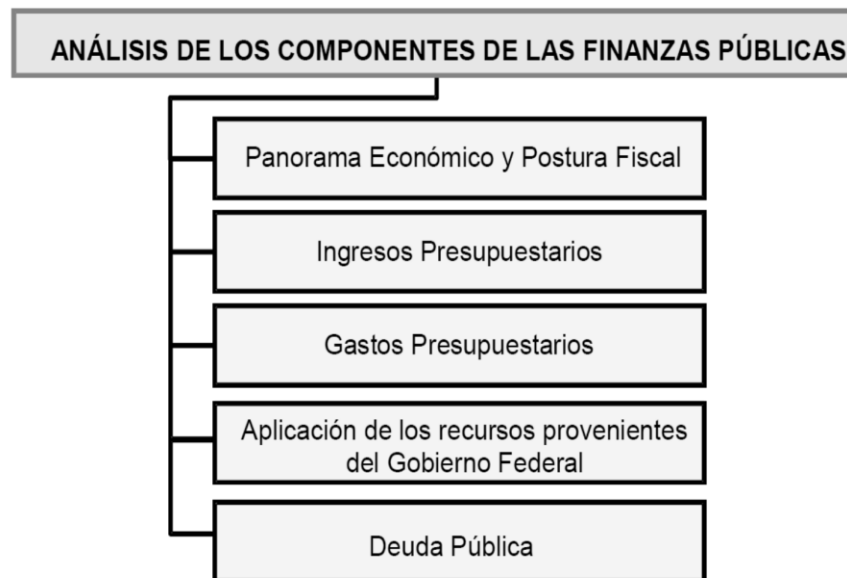 ANÁLISIS DE LOS COMPONENTES DE LAS FINANZAS PÚBLICAS
Panorama Económico y Postura Fiscal
Ingresos Presupuestarios
Gastos Presupuestarios
Aplicación de los recursos provenientes
del Gobierno Federal
Deuda Pública